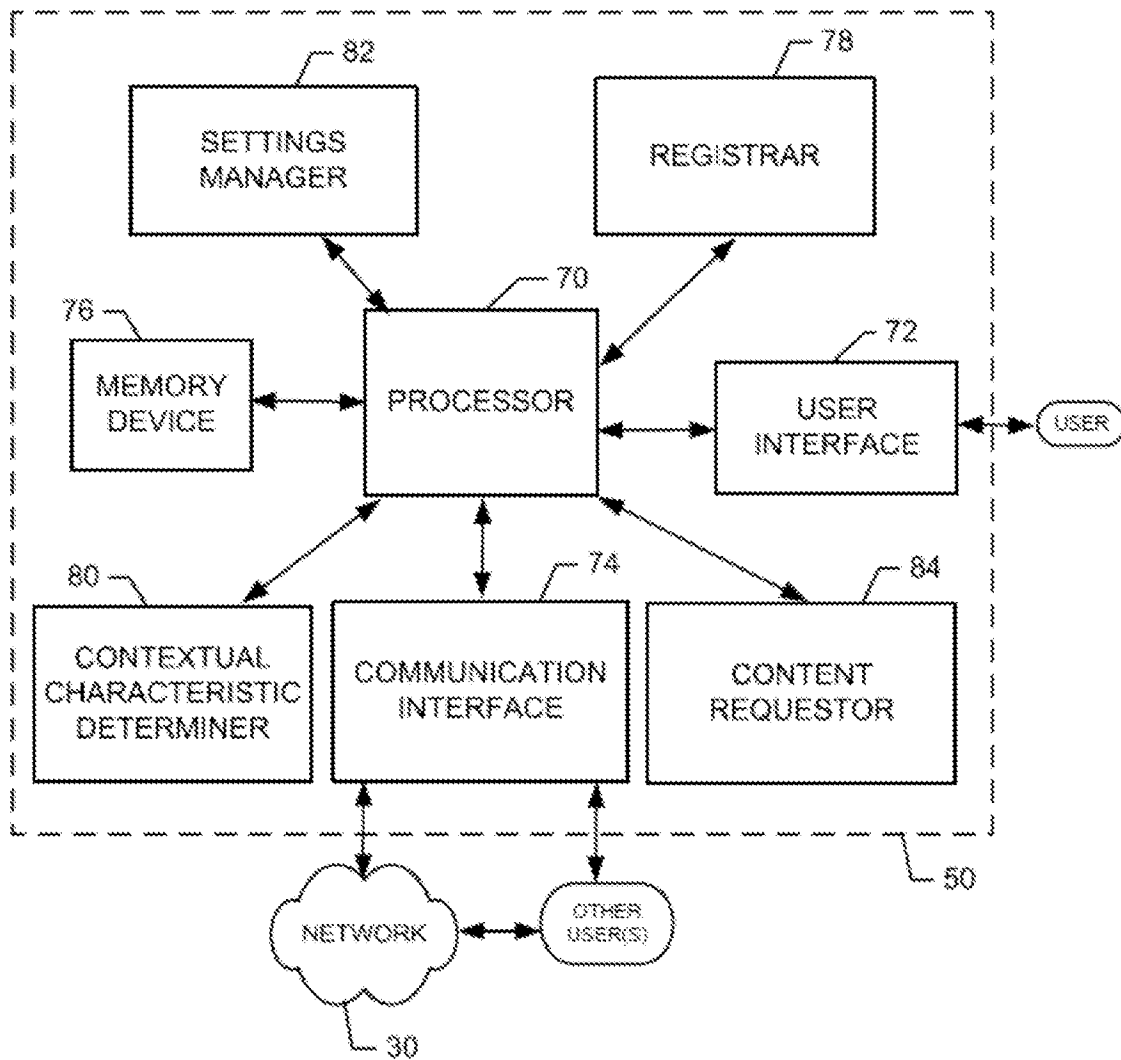 82
78
SETTINGS
MANAGER
REGISTRAR
70
76
72
MEMORY
DEVICE
PROCESSOR
USER
INTERFACE
USER
80
74
84
CONTEXTUAL
CHARACTERISTIC
DETERMINER
COMMUNICATION
INTERFACE
CONTENT
REQUESTOR
50
NETWORK
OTHER
USER(S)
30